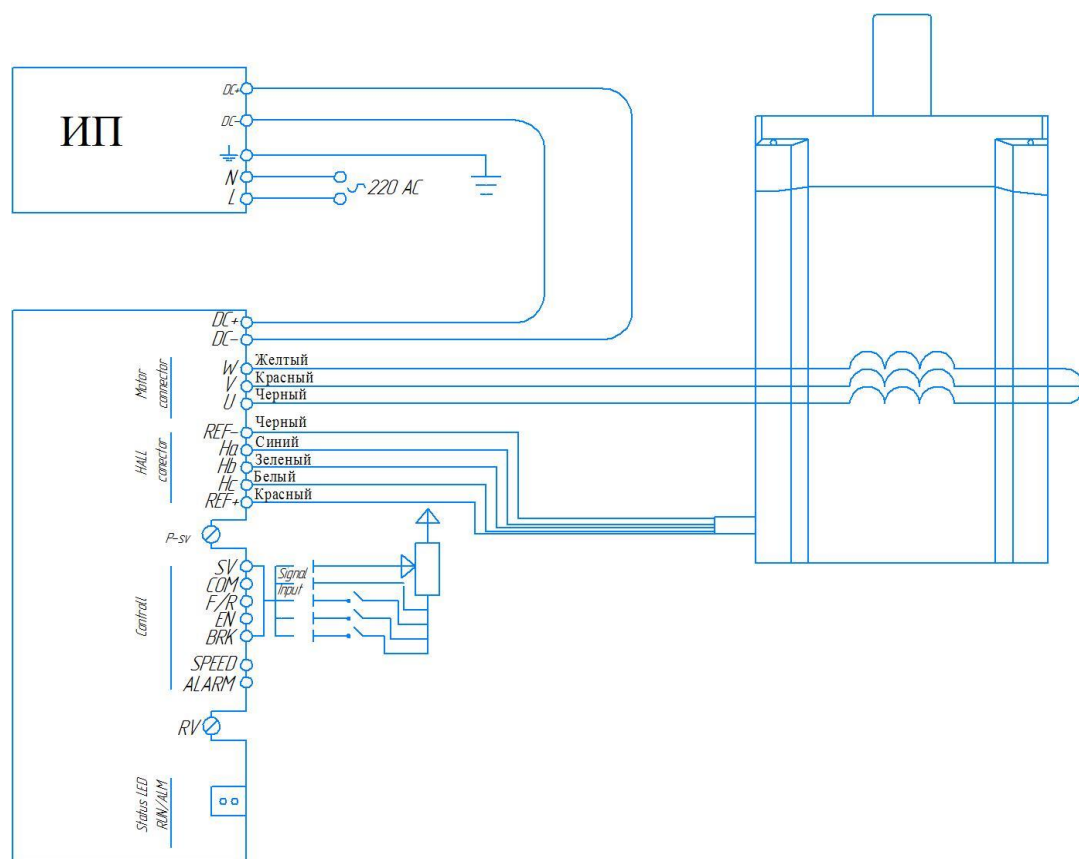 DC+
ИП
DC-
N
220 AC
L
DC+
DC-
Motor
connector
W
Желтый
V
Красный
U
Черный
HALL
conector
REF-
Черный
Ha
Синий
Hb
Зеленый
Hc
Белый
REF+
Красный
P-sv
Controll
SV
COM
F/R
EN
BRK
SPEED
ALARM
Signal
Input
RV
Status LED
RUN/ALM